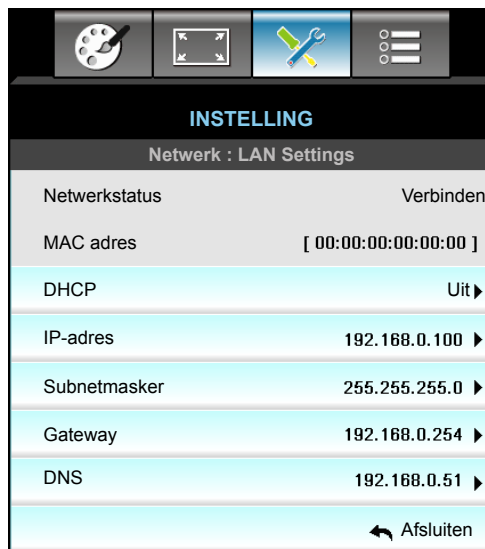 INSTELLING
Netwerk : LAN Settings
Netwerkstatus Verbinden
MAC adres [ 00:00:00:00:00:00 ]
DHCP Uit
IP-adres 192.168.0.100
Subnetmasker 255.255.255.0
Gateway 192.168.0.254
DNS 192.168.0.51
Afsluiten